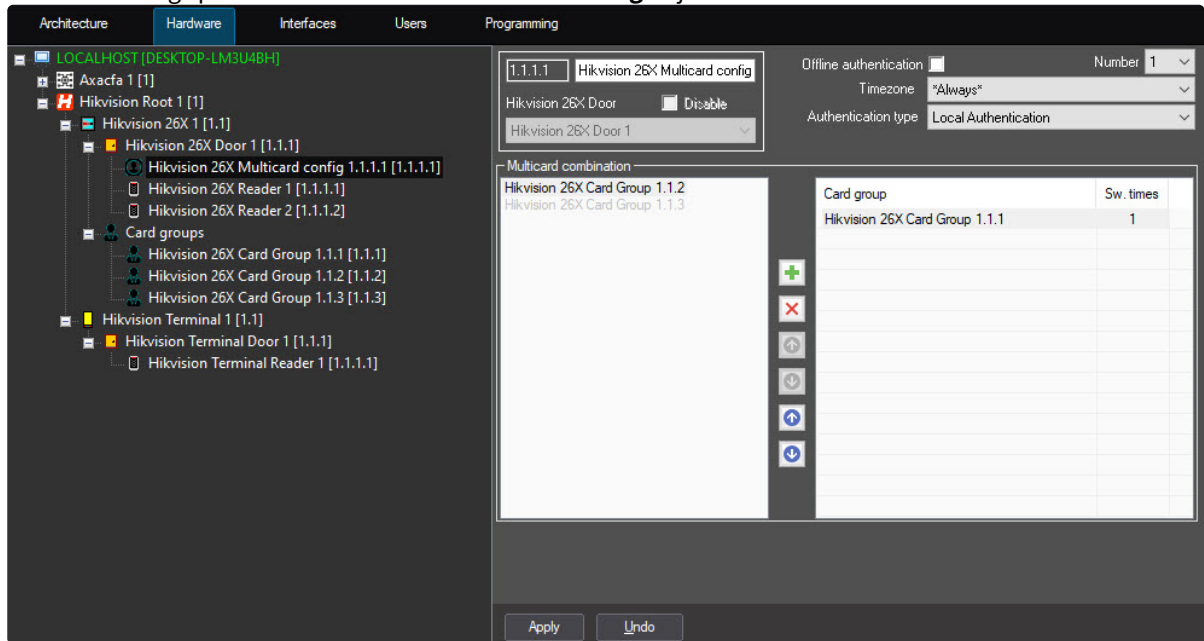 Architecture Hardware Interfaces Users Programming
LOCALHOST [DESKTOP-LM3U4BH]
Axacfa 1 [1]
Hikvision Root 1 [1]
Hikvision 26X 1 [1.1]
Hikvision 26X Door 1 [1.1.1]
Hikvision 26X Multicard config 1.1.1.1 [1.1.1.1]
Hikvision 26X Reader 1 [1.1.1.1]
Hikvision 26X Reader 2 [1.1.1.2]
Card groups
Hikvision 26X Card Group 1.1.1 [1.1.1]
Hikvision 26X Card Group 1.1.2 [1.1.2]
Hikvision 26X Card Group 1.1.3 [1.1.3]
Hikvision Terminal 1 [1.1]
Hikvision Terminal Door 1 [1.1.1]
Hikvision Terminal Reader 1 [1.1.1.1]
1.1.1.1 Hikvision 26X Multicard config
Hikvision 26X Door Disable
Hikvision 26X Door 1
Offline authentication Number 1
Timezone *Always*
Authentication type Local Authentication
Multicard combination
Hikvision 26X Card Group 1.1.2
Hikvision 26X Card Group 1.1.3
Card group Sw. times
Hikvision 26X Card Group 1.1.1 1
Apply Undo